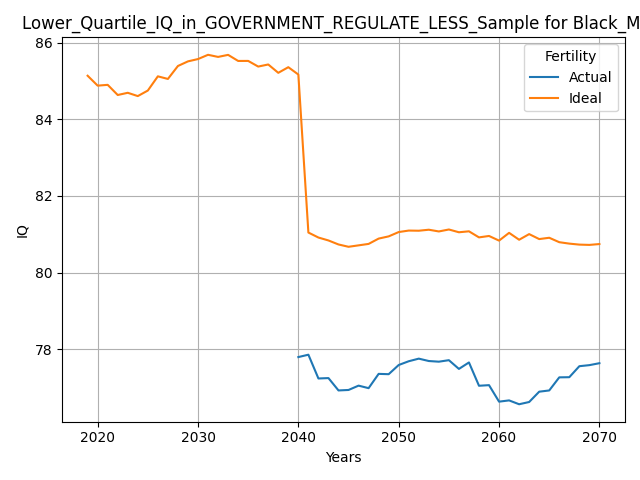 Lower_Quartile_IQ_in_GOVERNMENT_REGULATE_LESS_Sample for Black_M
86
84
82
80
78
IQ
Fertility
Actual
Ideal
2020 2030 2040 2050 2060 2070
Years